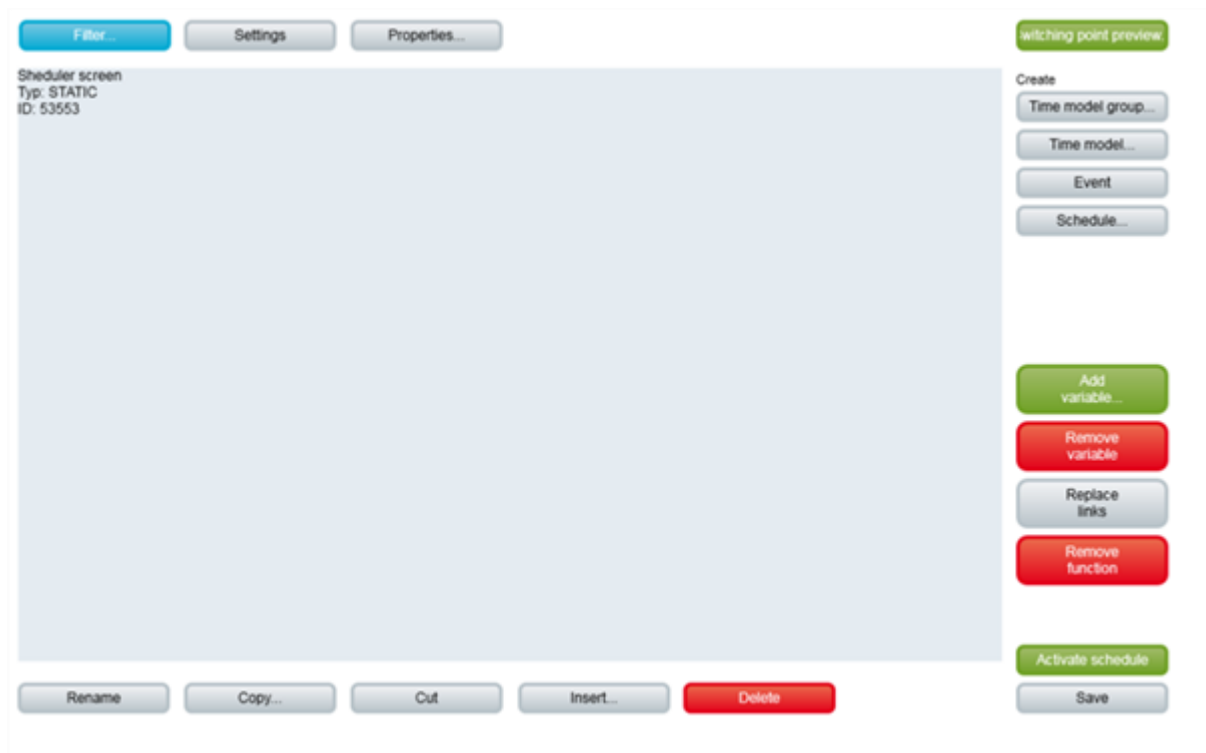 Filter...
Settings
Properties...
witching point preview.
Sheduler screen
Typ: STATIC
ID: 53553
Create
Time model group...
Time model...
Event
Schedule...
Add
variable...
Remove
variable
Replace
links
Remove
function
Activate schedule
Rename
Copy...
Cut
Insert...
Delete
Save